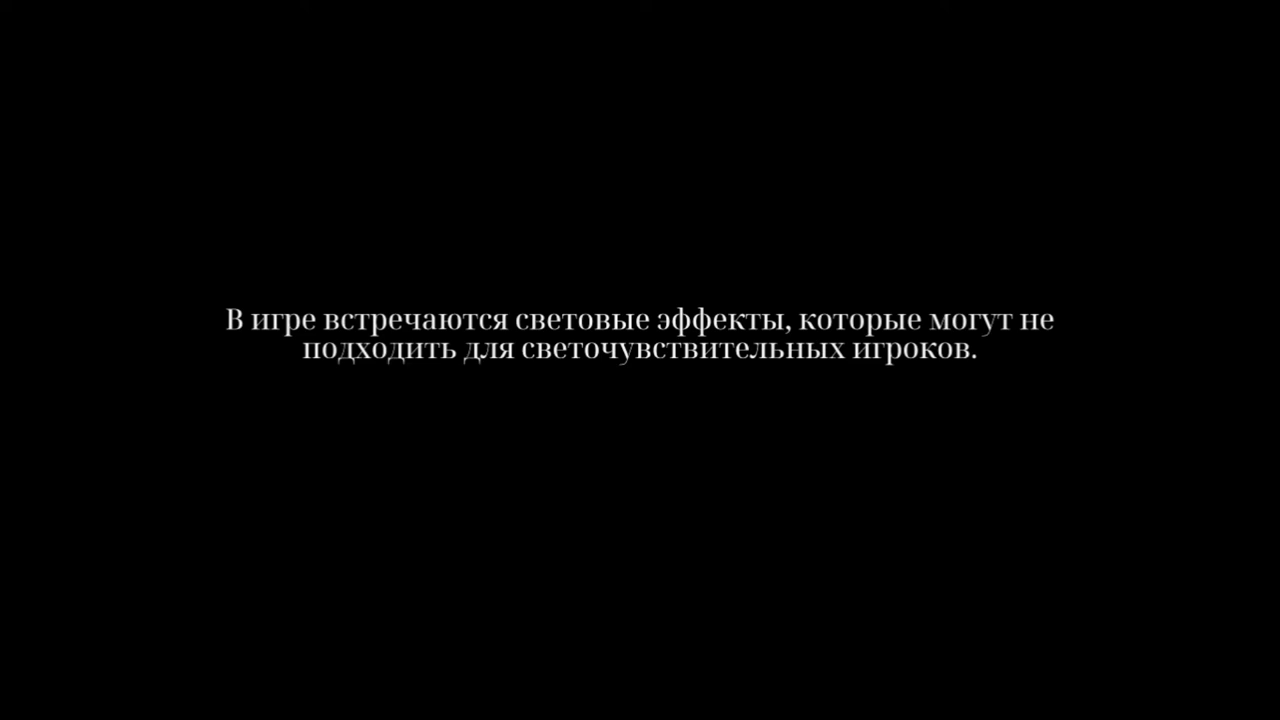 В игре встречаются световые эффекты, которые могут не
подходить для светочувствительных игроков.